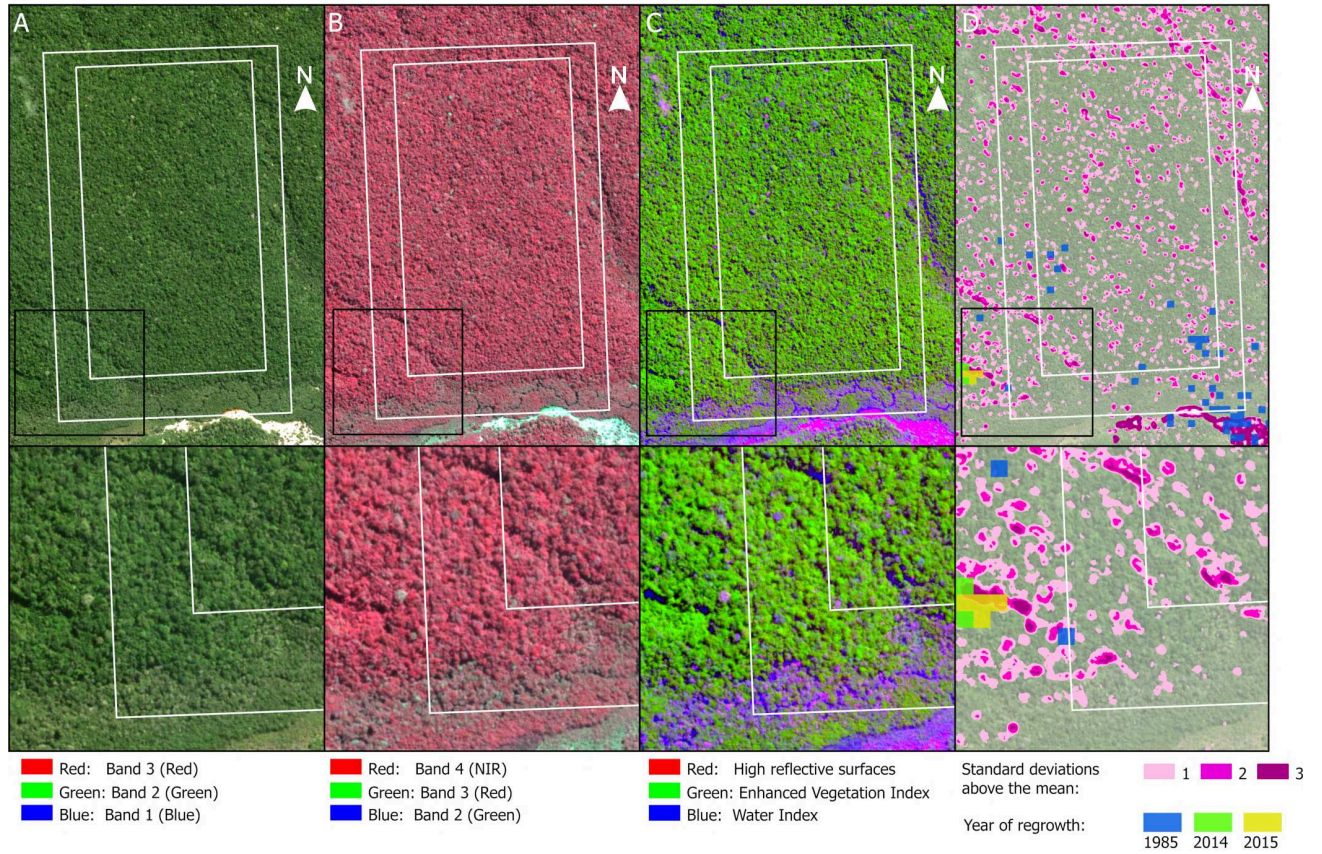 A
B
C
D
N
N
N
N
Red: Band 3 (Red)
Green: Band 2 (Green)
Blue: Band 1 (Blue)
Red: Band 4 (NIR)
Green: Band 3 (Red)
Blue: Band 2 (Green)
Red: High reflective surfaces
Green: Enhanced Vegetation Index
Blue: Water Index
Standard deviations
above the mean:
1 2 3
Year of regrowth:
1985 2014 2015